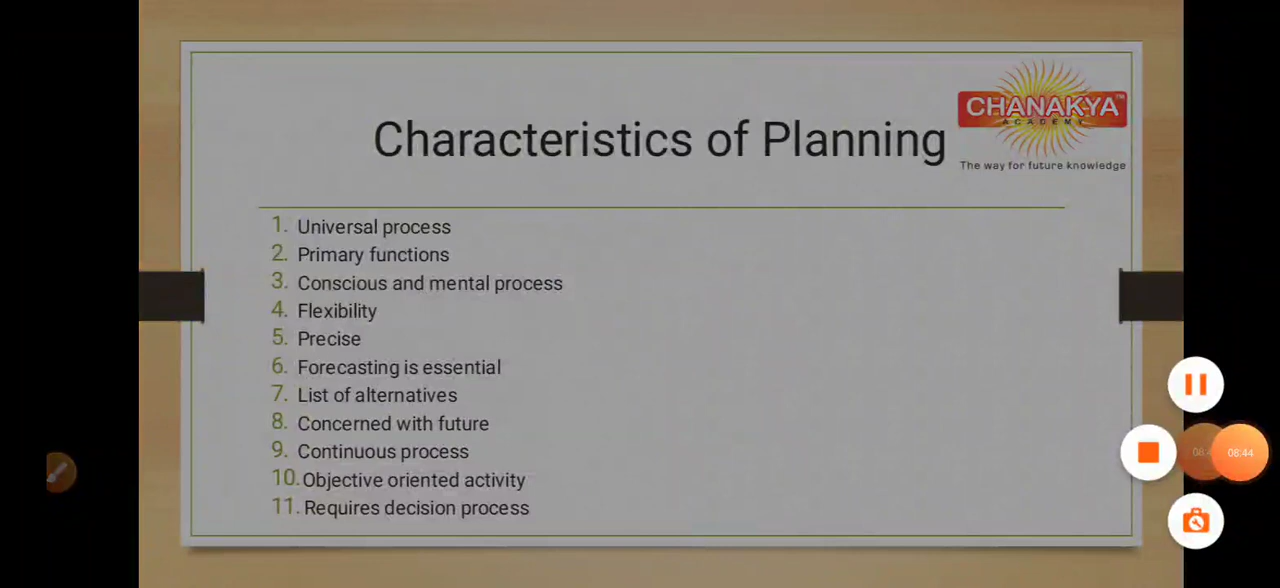 CHANAKYA™
ACADEMY
The way for future knowledge
Characteristics of Planning
1. Universal process
2. Primary functions
3. Conscious and mental process
4. Flexibility
5. Precise
6. Forecasting is essential
7. List of alternatives
8. Concerned with future
9. Continuous process
10. Objective oriented activity
11. Requires decision process
08:44